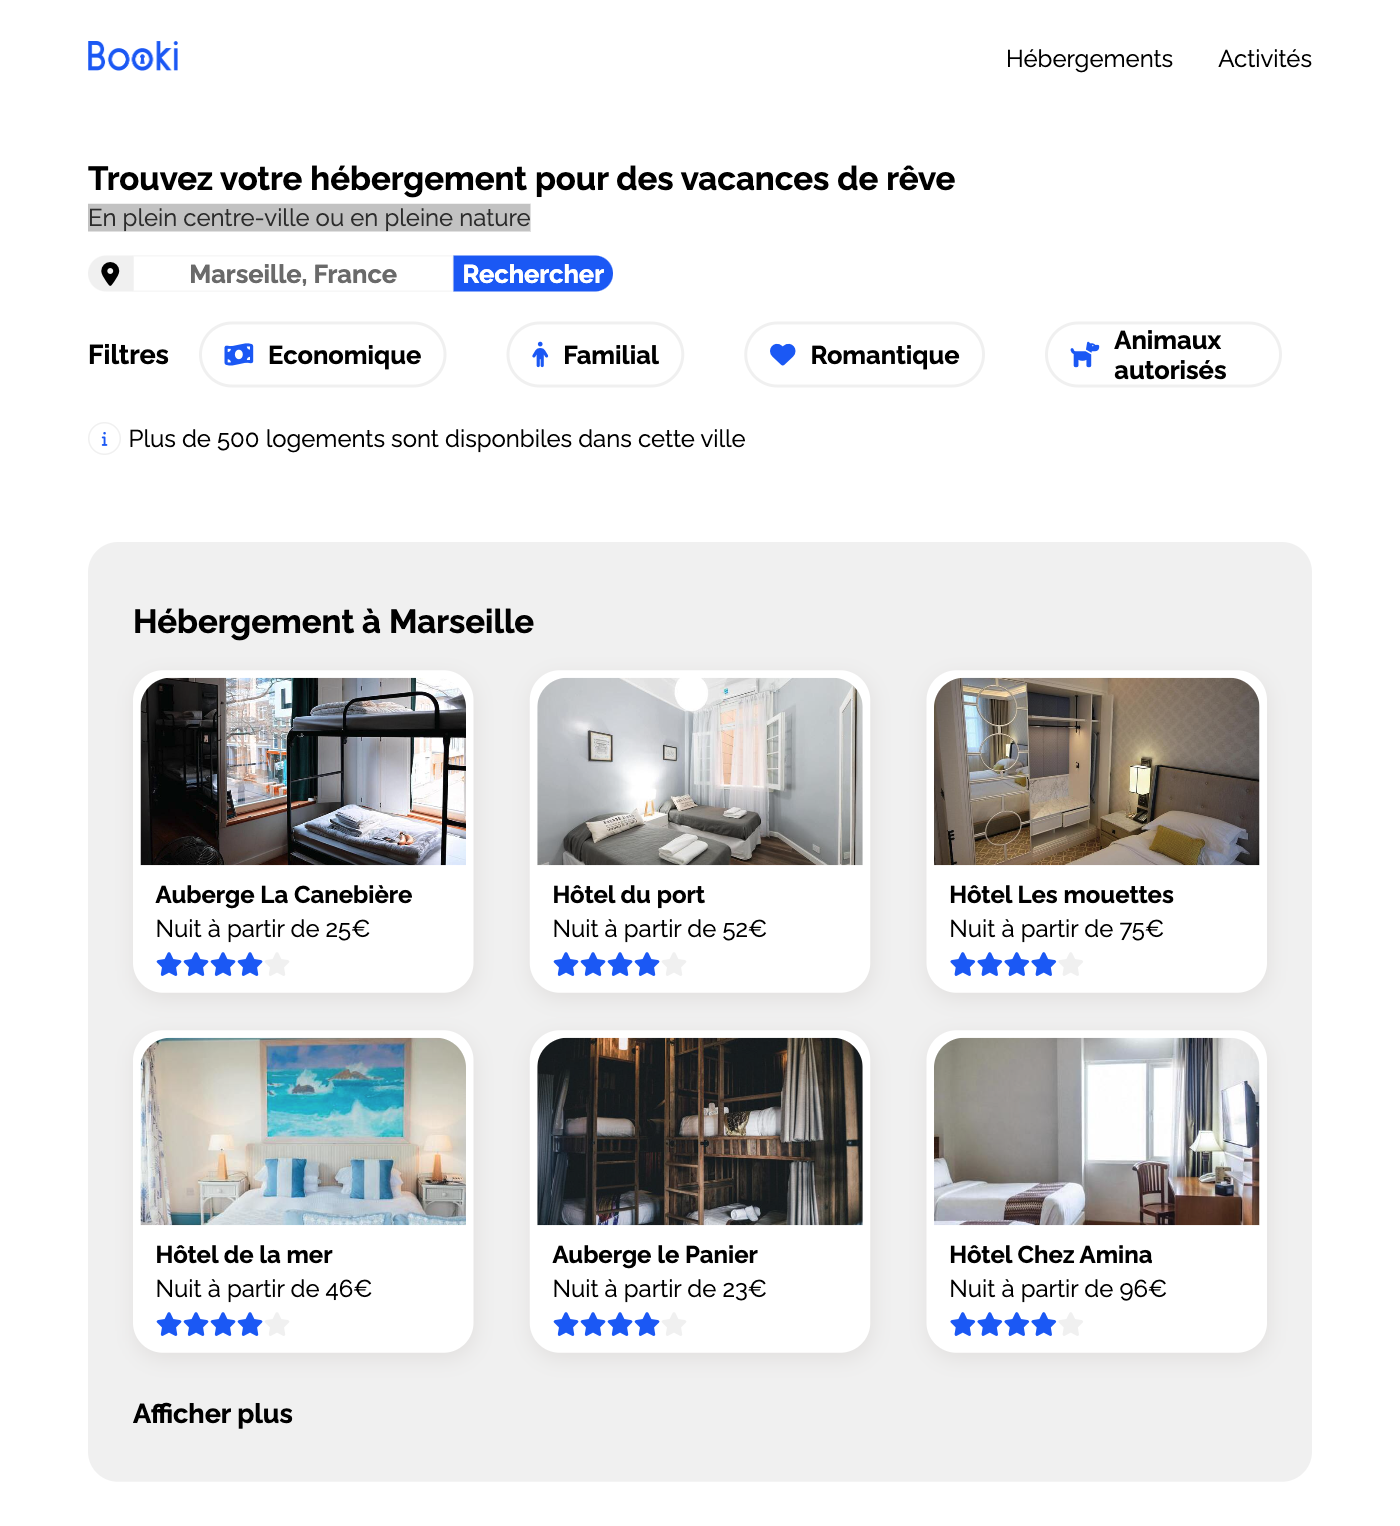 Booki
Hébergements
Activités
Trouvez votre hébergement pour des vacances de rêve
En plein centre-ville ou en pleine nature
Marseille, France
Rechercher
Filtres
Economique
Familial
Romantique
Animaux
autorisés
Plus de 500 logements sont disponbiles dans cette ville
Hébergement à Marseille
Auberge La Canebière
Nuit à partir de 25€
Hôtel du port
Nuit à partir de 52€
Hôtel Les mouettes
Nuit à partir de 75€
Hôtel de la mer
Nuit à partir de 46€
Auberge le Panier
Nuit à partir de 23€
Hôtel Chez Amina
Nuit à partir de 96€
Afficher plus